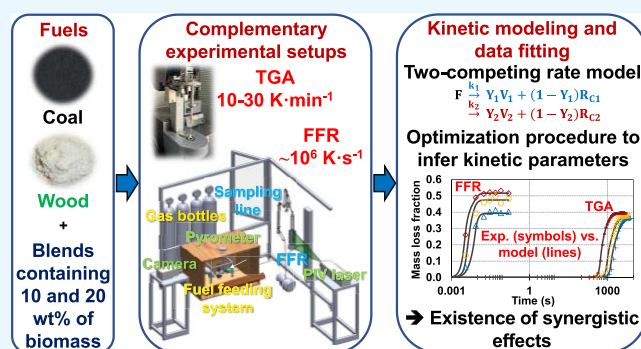 Fuels
Coal
Wood
+
Blends
containing
10 and 20
wt% of
biomass
Complementary
experimental setups
TGA
10-30 K·min⁻¹
FFR
~10⁶ K·s⁻¹
Sampling
line
Gas bottles
Pyrometer
Camera
FFR
PIV laser
Fuel feeding
system
Kinetic modeling and
data fitting
Two-competing rate model
F k₁→ Y₁V₁ + (1 − Y₁)R_C1
k₂→ Y₂V₂ + (1 − Y₂)R_C2
Optimization procedure to
infer kinetic parameters
Mass loss fraction
0.6
0.5
0.4
0.3
0.2
0.1
0.0
FFR
TGA
Exp. (symbols) vs.
model (lines)
0.001 1 1000
Time (s)
➔ Existence of synergistic
effects